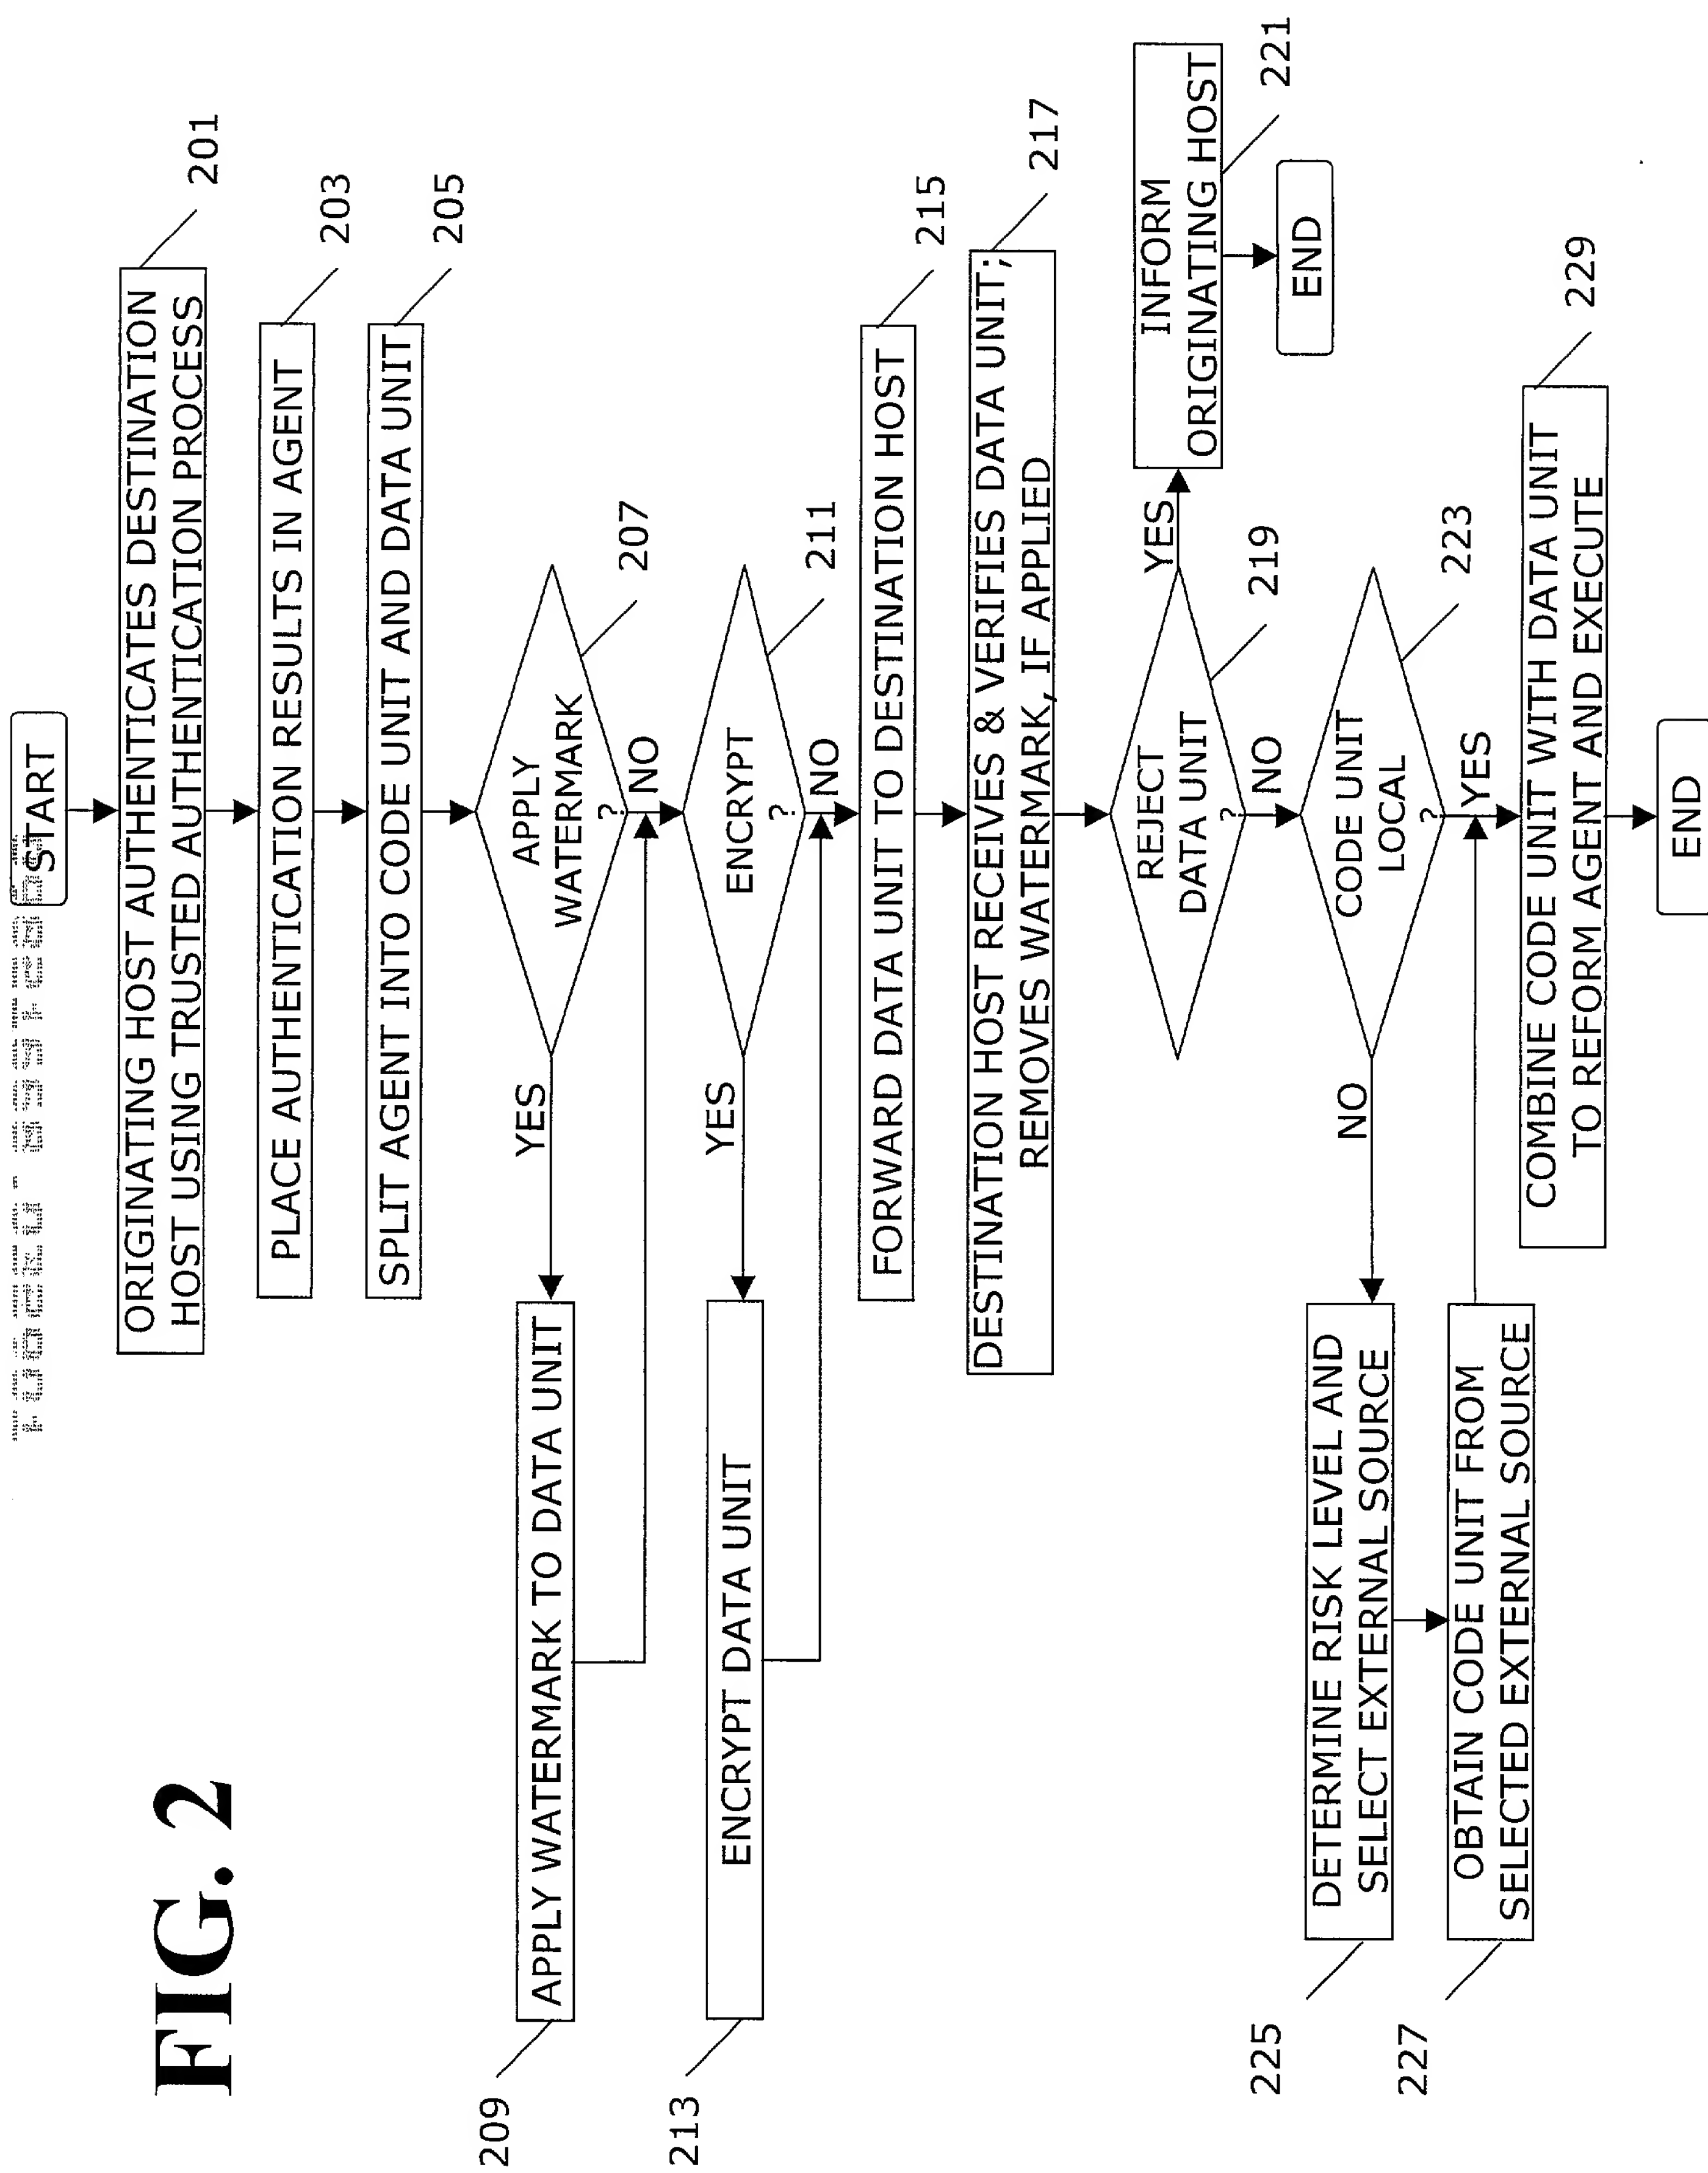 FIG. 2
START
ORIGINATING HOST AUTHENTICATES DESTINATION
HOST USING TRUSTED AUTHENTICATION PROCESS
201
PLACE AUTHENTICATION RESULTS IN AGENT
203
SPLIT AGENT INTO CODE UNIT AND DATA UNIT
205
APPLY
WATERMARK
?
207
YES
NO
APPLY WATERMARK TO DATA UNIT
209
ENCRYPT
?
211
YES
NO
ENCRYPT DATA UNIT
213
FORWARD DATA UNIT TO DESTINATION HOST
215
DESTINATION HOST RECEIVES & VERIFIES DATA UNIT;
REMOVES WATERMARK, IF APPLIED
217
REJECT
DATA UNIT
?
219
YES
NO
INFORM
ORIGINATING HOST
221
END
CODE UNIT
LOCAL
?
223
NO
YES
DETERMINE RISK LEVEL AND
SELECT EXTERNAL SOURCE
225
OBTAIN CODE UNIT FROM
SELECTED EXTERNAL SOURCE
227
COMBINE CODE UNIT WITH DATA UNIT
TO REFORM AGENT AND EXECUTE
229
END